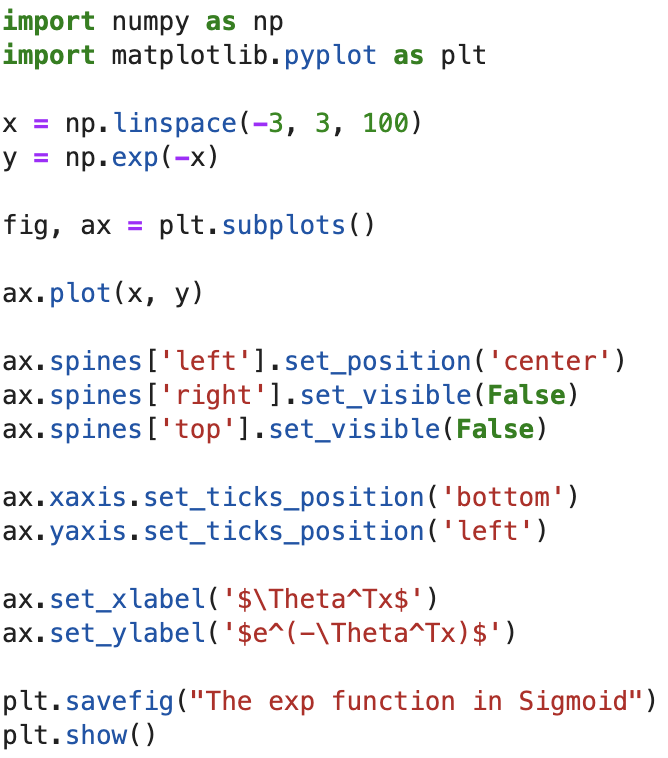 import numpy as np
import matplotlib.pyplot as plt
x = np.linspace(-3, 3, 100)
y = np.exp(-x)
fig, ax = plt.subplots()
ax.plot(x, y)
ax.spines['left'].set_position('center')
ax.spines['right'].set_visible(False)
ax.spines['top'].set_visible(False)
ax.xaxis.set_ticks_position('bottom')
ax.yaxis.set_ticks_position('left')
ax.set_xlabel('$\Theta^Tx$')
ax.set_ylabel('$e^(-\Theta^Tx)$')
plt.savefig("The exp function in Sigmoid")
plt.show()